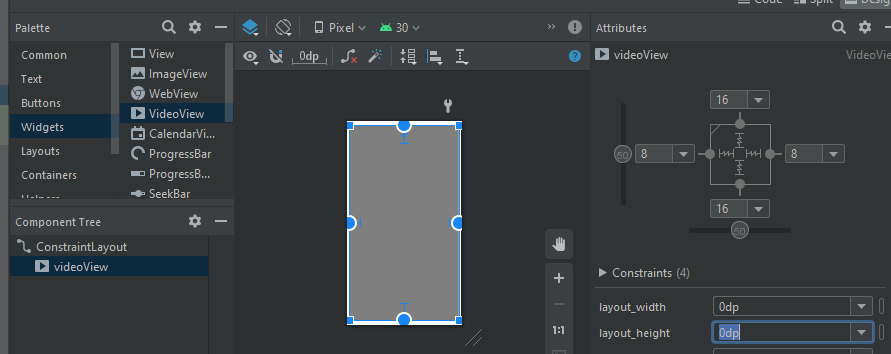 Code Split Design
Palette
Pixel 30
Attributes
Common
Text
Buttons
Widgets
Layouts
Containers
View
ImageView
WebView
VideoView
CalendarVi...
ProgressBar
ProgressB...
SeekBar
0dp
videoView
16
50
8
8
16
50
Component Tree
ConstraintLayout
videoView
1:1
Constraints (4)
layout_width 0dp
layout_height 0dp